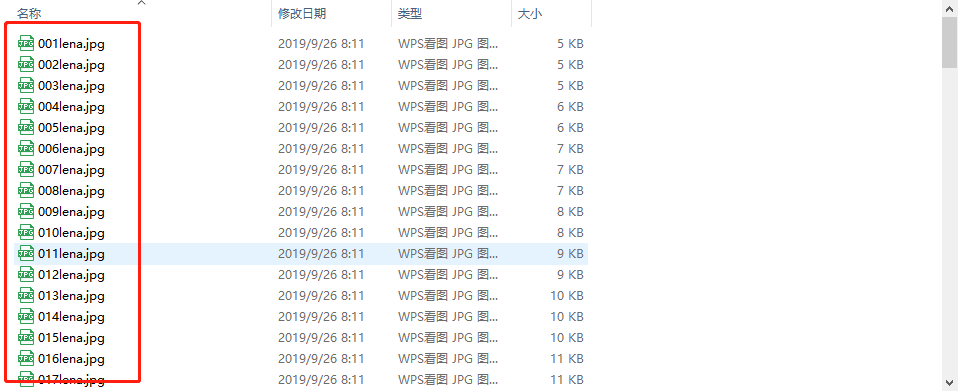 名称 修改日期 类型 大小
001lena.jpg 2019/9/26 8:11 WPS看图 JPG 图... 5 KB
002lena.jpg 2019/9/26 8:11 WPS看图 JPG 图... 5 KB
003lena.jpg 2019/9/26 8:11 WPS看图 JPG 图... 5 KB
004lena.jpg 2019/9/26 8:11 WPS看图 JPG 图... 6 KB
005lena.jpg 2019/9/26 8:11 WPS看图 JPG 图... 6 KB
006lena.jpg 2019/9/26 8:11 WPS看图 JPG 图... 7 KB
007lena.jpg 2019/9/26 8:11 WPS看图 JPG 图... 7 KB
008lena.jpg 2019/9/26 8:11 WPS看图 JPG 图... 7 KB
009lena.jpg 2019/9/26 8:11 WPS看图 JPG 图... 8 KB
010lena.jpg 2019/9/26 8:11 WPS看图 JPG 图... 8 KB
011lena.jpg 2019/9/26 8:11 WPS看图 JPG 图... 9 KB
012lena.jpg 2019/9/26 8:11 WPS看图 JPG 图... 9 KB
013lena.jpg 2019/9/26 8:11 WPS看图 JPG 图... 10 KB
014lena.jpg 2019/9/26 8:11 WPS看图 JPG 图... 10 KB
015lena.jpg 2019/9/26 8:11 WPS看图 JPG 图... 10 KB
016lena.jpg 2019/9/26 8:11 WPS看图 JPG 图... 11 KB
017lena.jpg 2019/9/26 8:11 WPS看图 JPG 图... 11 KB